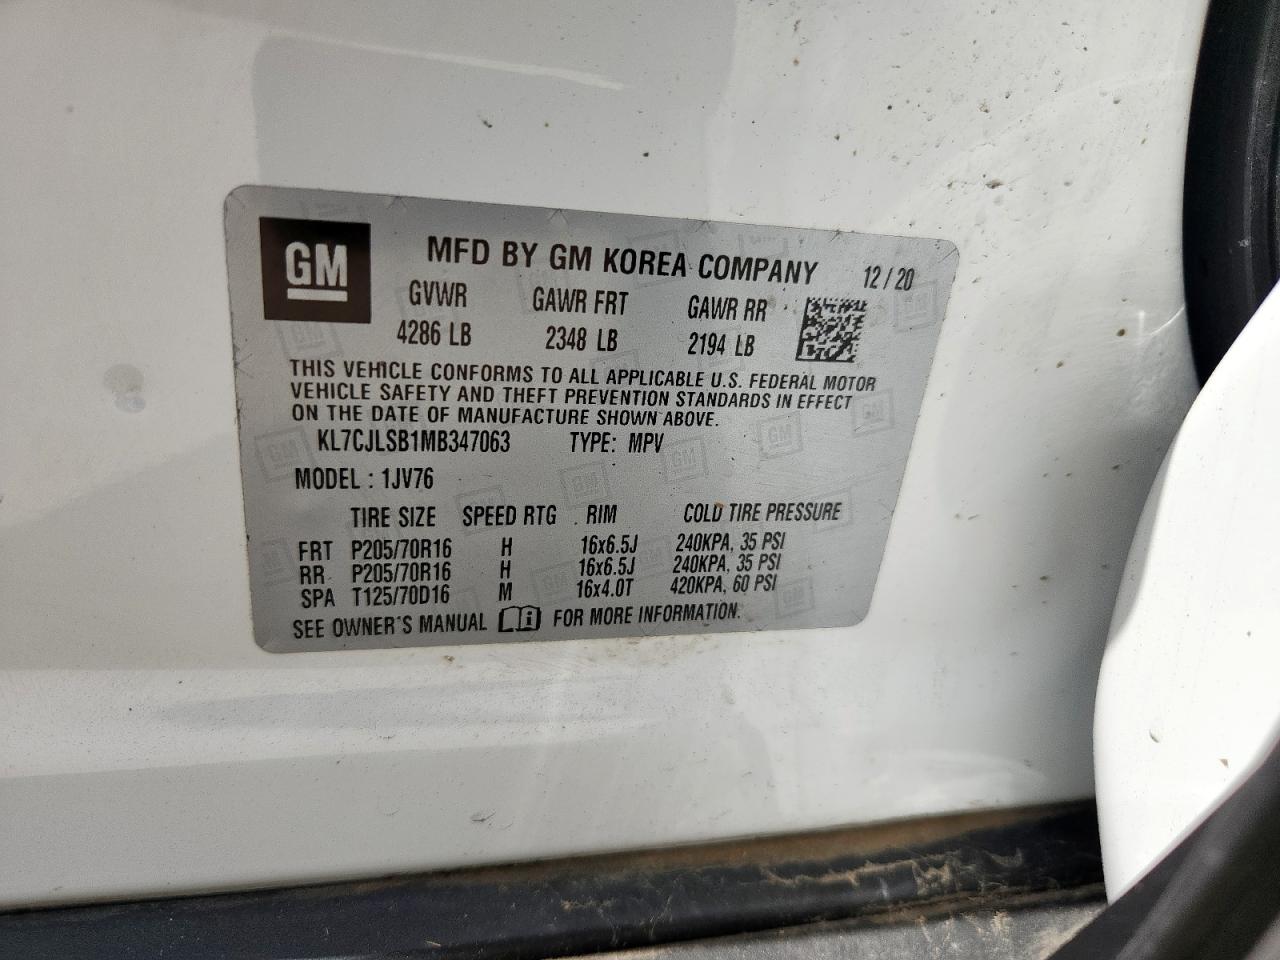 GM
MFD BY GM KOREA COMPANY 12/20
GVWR GAWR FRT GAWR RR
4286 LB 2348 LB 2194 LB
THIS VEHICLE CONFORMS TO ALL APPLICABLE U.S. FEDERAL MOTOR
VEHICLE SAFETY AND THEFT PREVENTION STANDARDS IN EFFECT
ON THE DATE OF MANUFACTURE SHOWN ABOVE.
KL7CJLSB1MB347063 TYPE: MPV
MODEL : 1JV76
TIRE SIZE SPEED RTG RIM COLD TIRE PRESSURE
FRT P205/70R16 H 16x6.5J 240KPA, 35 PSI
RR P205/70R16 H 16x6.5J 240KPA, 35 PSI
SPA T125/70D16 M 16x4.0T 420KPA, 60 PSI
SEE OWNER'S MANUAL FOR MORE INFORMATION.